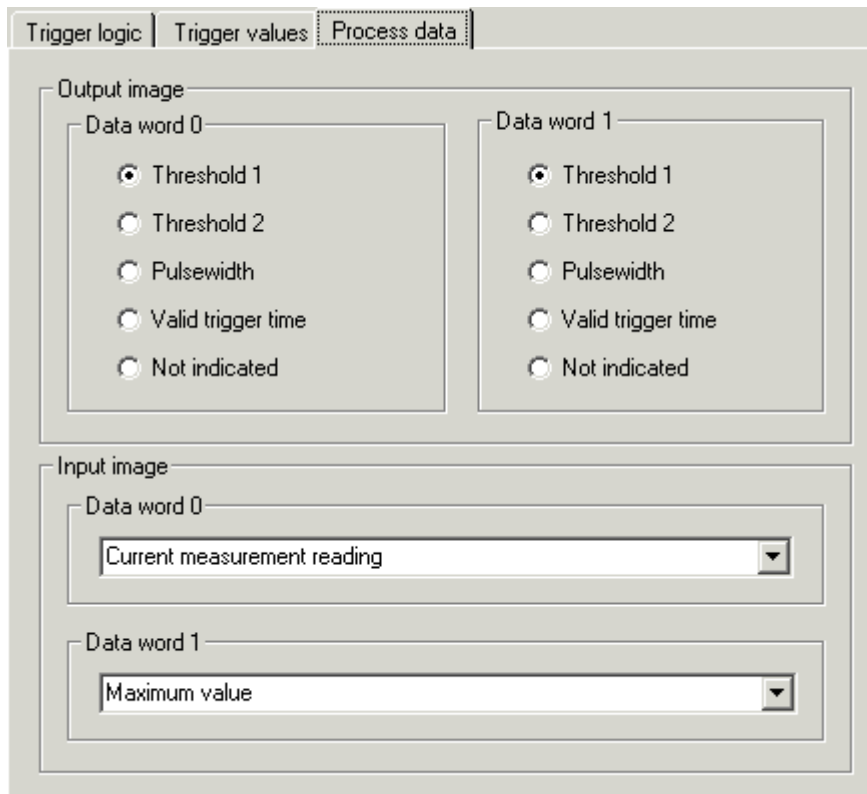 Trigger logic Trigger values Process data
Output image
Data word 0
Threshold 1
Threshold 2
Pulsewidth
Valid trigger time
Not indicated
Data word 1
Threshold 1
Threshold 2
Pulsewidth
Valid trigger time
Not indicated
Input image
Data word 0
Current measurement reading
Data word 1
Maximum value